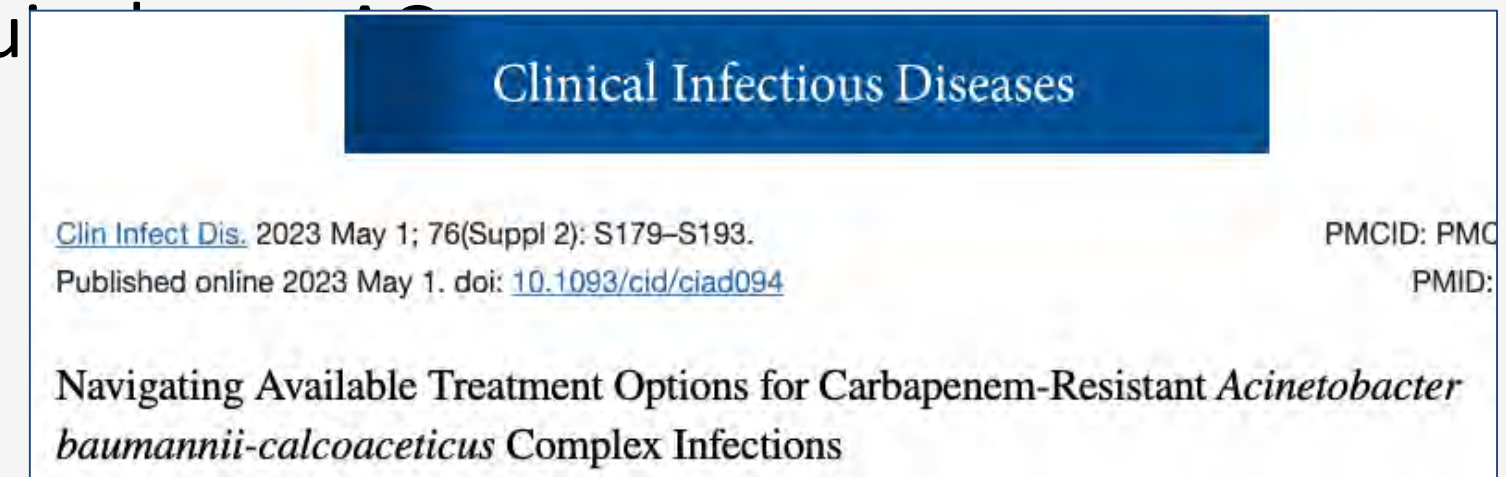 Clinical Infectious Diseases
Clin Infect Dis. 2023 May 1; 76(Suppl 2): S179–S193.
PMCID: PMC
Published online 2023 May 1. doi: 10.1093/cid/ciad094
PMID:
Navigating Available Treatment Options for Carbapenem-Resistant Acinetobacter
baumannii-calcoaceticus Complex Infections